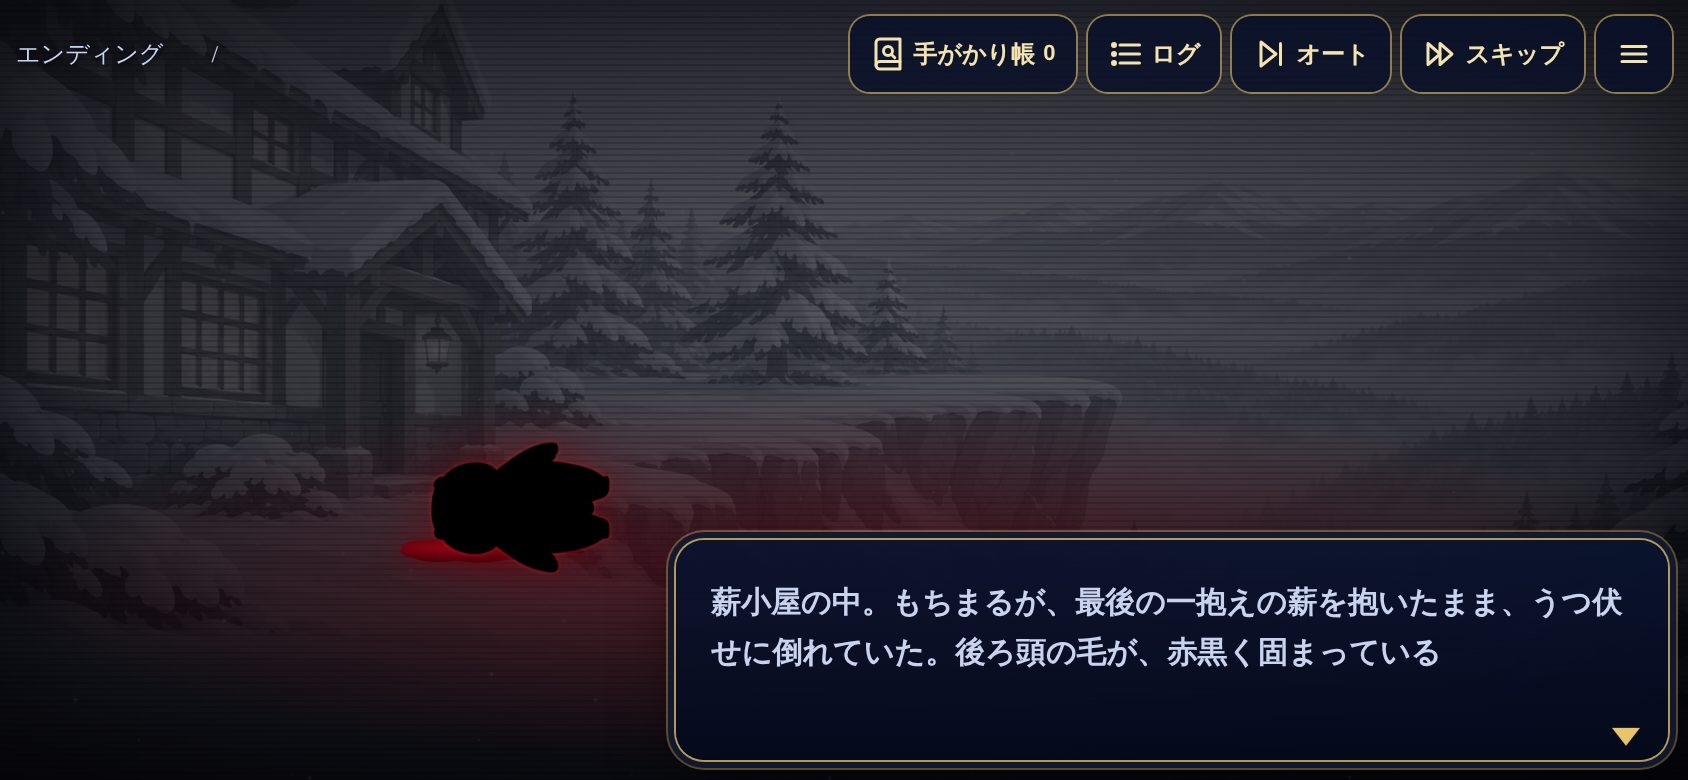 エンディング /
手がかり帳 0
ログ
オート
スキップ
薪小屋の中。もちまるが、最後の一抱えの薪を抱いたまま、うつ伏
せに倒れていた。後ろ頭の毛が、赤黒く固まっている